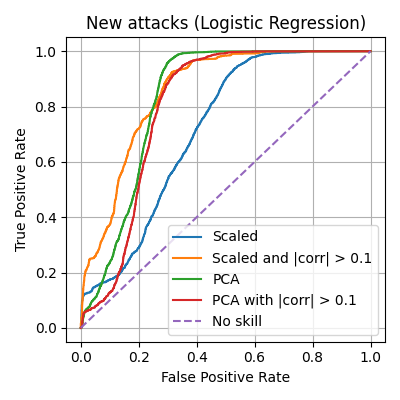 New attacks (Logistic Regression)
True Positive Rate
1.0
0.8
0.6
0.4
0.2
0.0
Scaled
Scaled and |corr| > 0.1
PCA
PCA with |corr| > 0.1
No skill
0.0 0.2 0.4 0.6 0.8 1.0
False Positive Rate